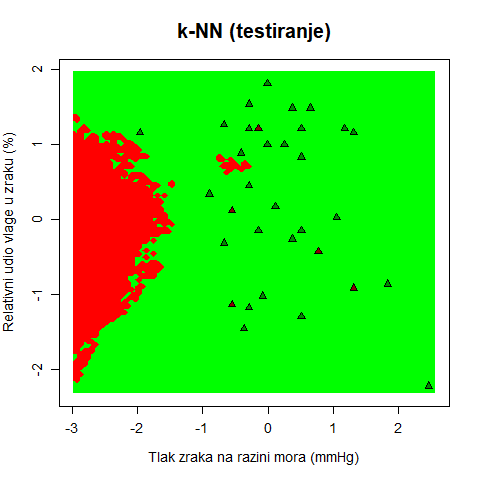 k-NN (testiranje)
Relativni udio vlage u zraku (%)
2
1
0
-1
-2
-3 -2 -1 0 1 2
Tlak zraka na razini mora (mmHg)